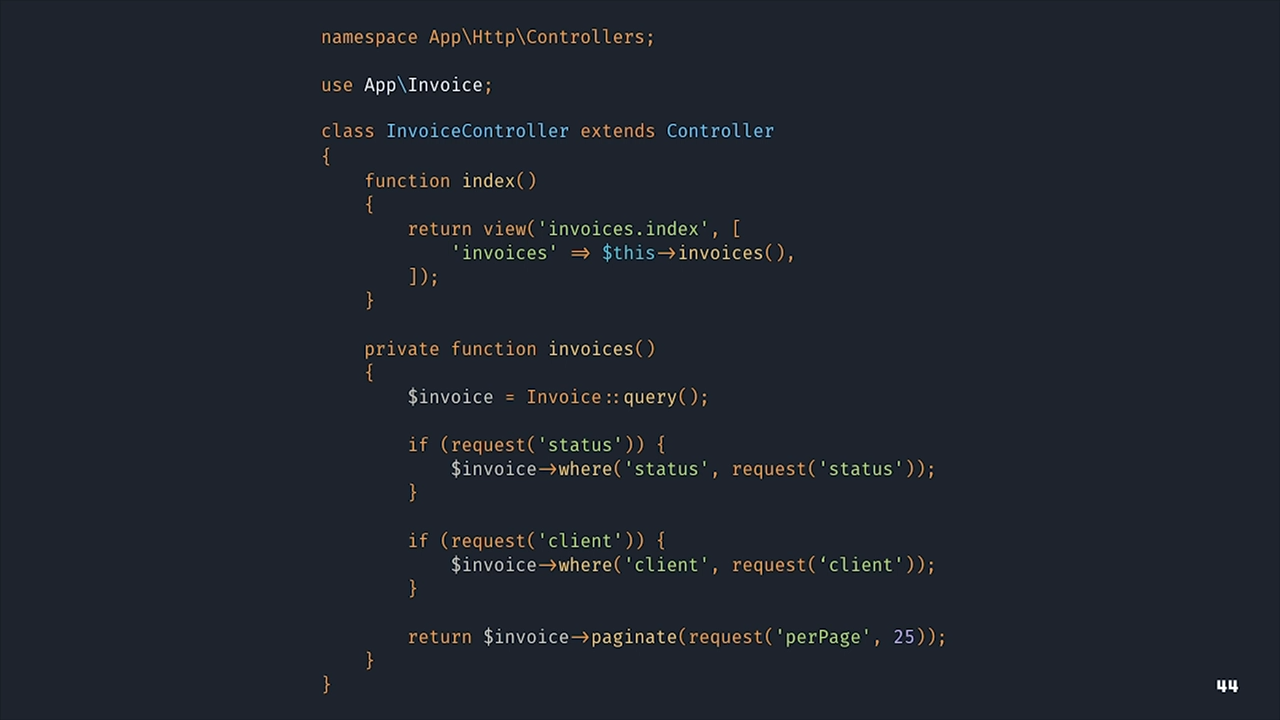 namespace App\Http\Controllers;

use App\Invoice;

class InvoiceController extends Controller
{
    function index()
    {
        return view('invoices.index', [
            'invoices' => $this->invoices(),
        ]);
    }

    private function invoices()
    {
        $invoice = Invoice::query();

        if (request('status')) {
            $invoice->where('status', request('status'));
        }

        if (request('client')) {
            $invoice->where('client', request(‘client'));
        }

        return $invoice->paginate(request('perPage', 25));
    }
}
44